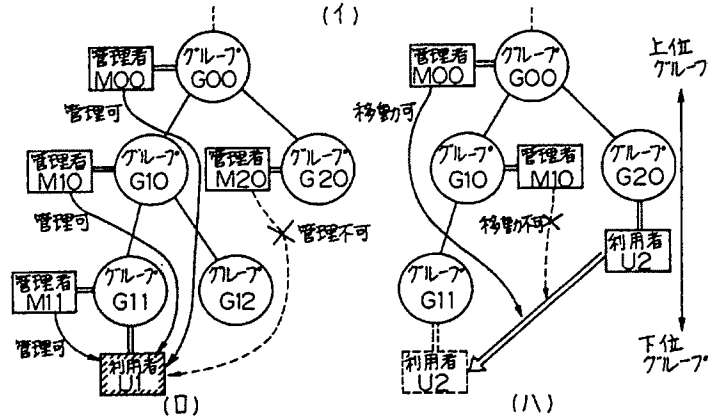 (イ)
管理者
M00
グループ
G00
管理可
管理者
M10
グループ
G10
管理者
M20
グループ
G20
管理可
管理不可
管理者
M11
グループ
G11
グループ
G12
管理可
利用者
U1
(ロ)
管理者
M00
グループ
G00
移動可
グループ
G10
管理者
M10
グループ
G20
移動不可
利用者
U2
グループ
G11
利用者
U2
(ハ)
上位
グループ
下位
グループ